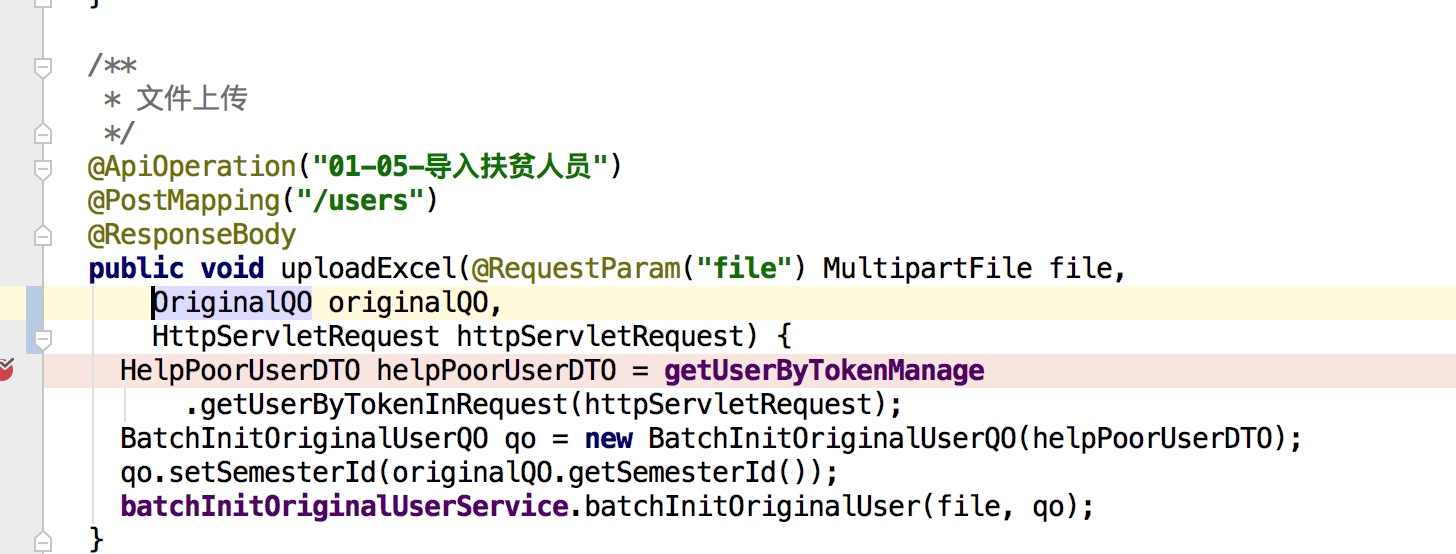 }
/**
 * 文件上传
 */
@ApiOperation("01-05-导入扶贫人员")
@PostMapping("/users")
@ResponseBody
public void uploadExcel(@RequestParam("file") MultipartFile file,
    OriginalQO originalQO,
    HttpServletRequest httpServletRequest) {
  HelpPoorUserDTO helpPoorUserDTO = getUserByTokenManage
      .getUserByTokenInRequest(httpServletRequest);
  BatchInitOriginalUserQO qo = new BatchInitOriginalUserQO(helpPoorUserDTO);
  qo.setSemesterId(originalQO.getSemesterId());
  batchInitOriginalUserService.batchInitOriginalUser(file, qo);
}